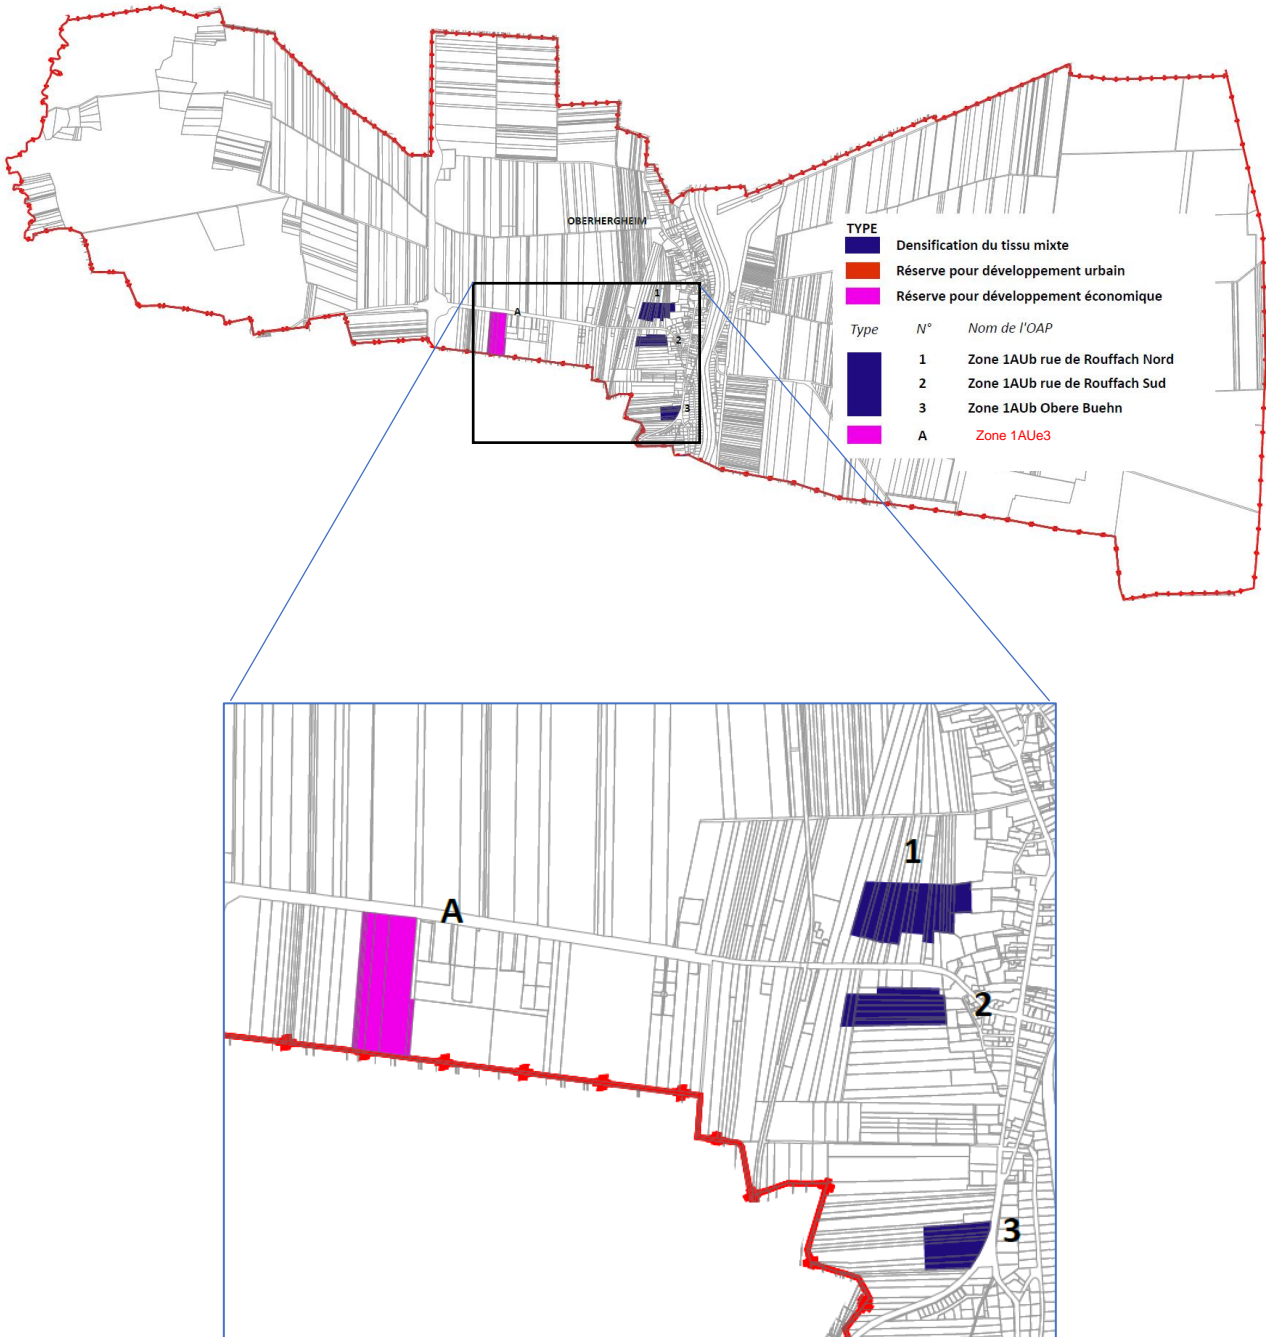 OBERHERGHEIM
TYPE
Densification du tissu mixte
Réserve pour développement urbain
Réserve pour développement économique
Type N° Nom de l'OAP
1 Zone 1AUb rue de Rouffach Nord
2 Zone 1AUb rue de Rouffach Sud
3 Zone 1AUb Obere Buehn
A Zone 1AUe3
1
A
2
3
1
A
2
3